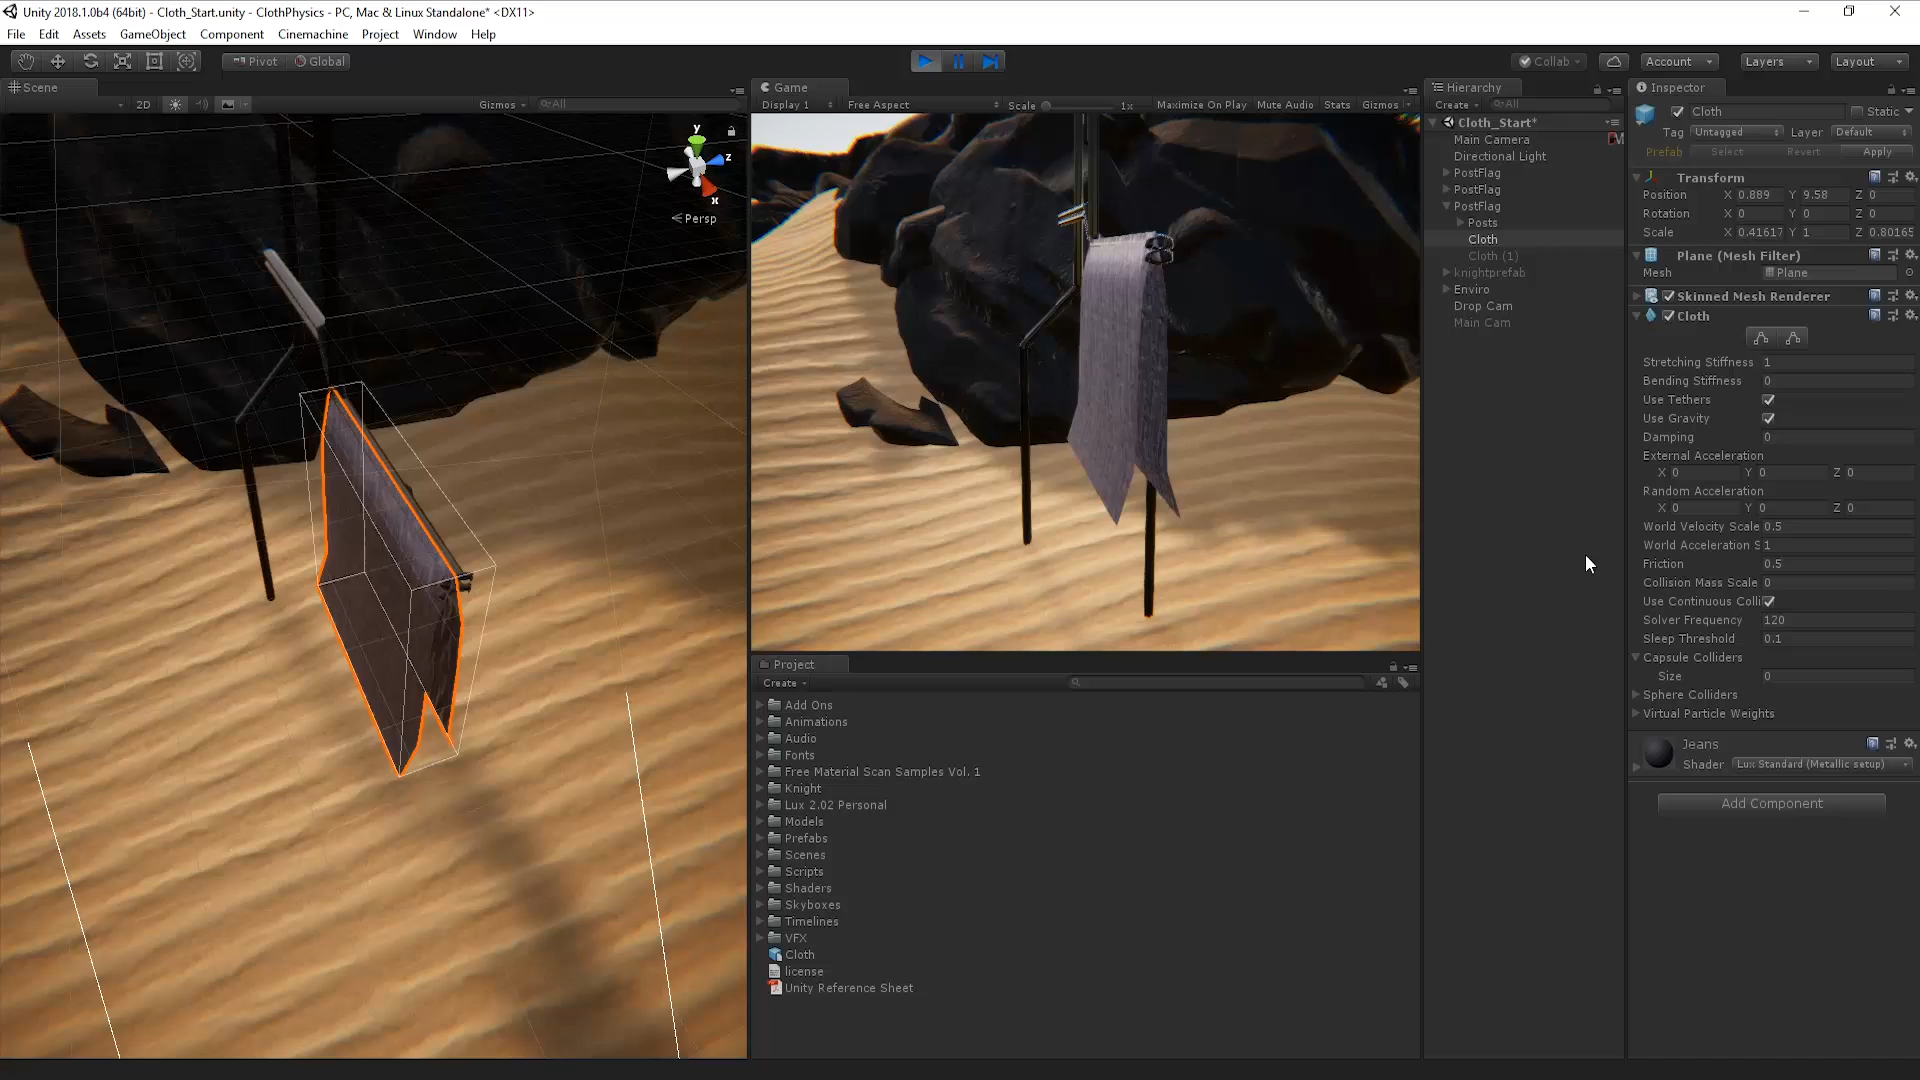 Unity 2018.1.0b4 (64bit) - Cloth_Start.unity - ClothPhysics - PC, Mac & Linux Standalone* <DX11>
File Edit Assets GameObject Component Cinemachine Project Window Help
Pivot Global Collab Account Layers Layout
Scene
2D Gizmos All
y
z
x
Persp
Game
Display 1 Free Aspect Scale 1x Maximize On Play Mute Audio Stats Gizmos
Project
Create
Add Ons
Animations
Audio
Fonts
Free Material Scan Samples Vol. 1
Knight
Lux 2.02 Personal
Models
Prefabs
Scenes
Scripts
Shaders
Skyboxes
Timelines
VFX
Cloth
license
Unity Reference Sheet
Hierarchy
Create All
Cloth_Start*
Main Camera
Directional Light
PostFlag
PostFlag
PostFlag
Posts
Cloth
Cloth (1)
knightprefab
Enviro
Drop Cam
Main Cam
Inspector
Cloth Static
Tag Untagged Layer Default
Prefab Select Revert Apply
Transform
Position X 0.889 Y 9.58 Z 0
Rotation X 0 Y 0 Z 0
Scale X 0.41617 Y 1 Z 0.80165
Plane (Mesh Filter)
Mesh Plane
Skinned Mesh Renderer
Cloth
Stretching Stiffness 1
Bending Stiffness 0
Use Tethers
Use Gravity
Damping 0
External Acceleration
X 0 Y 0 Z 0
Random Acceleration
X 0 Y 0 Z 0
World Velocity Scale 0.5
World Acceleration S 1
Friction 0.5
Collision Mass Scale 0
Use Continuous Colli
Solver Frequency 120
Sleep Threshold 0.1
Capsule Colliders
Size 0
Sphere Colliders
Virtual Particle Weights
Jeans
Shader Lux Standard (Metallic setup)
Add Component